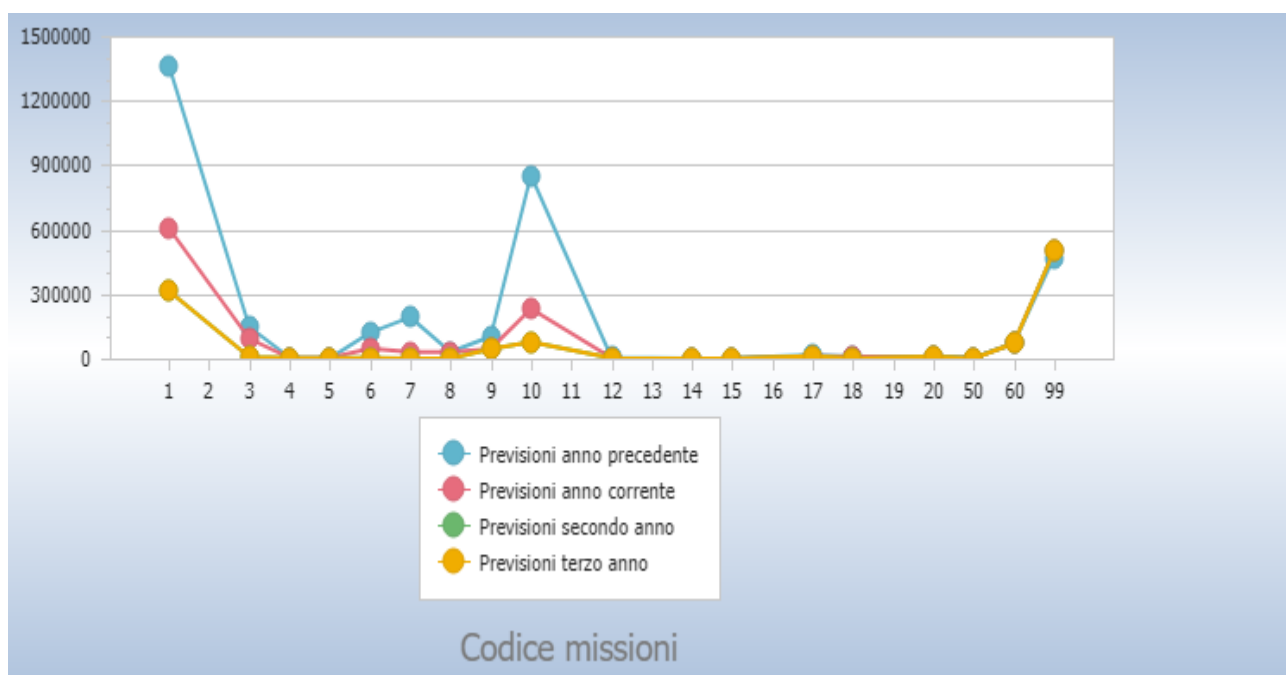 1500000
1200000
900000
600000
300000
0
1 2 3 4 5 6 7 8 9 10 11 12 13 14 15 16 17 18 19 20 50 60 99
Previsioni anno precedente
Previsioni anno corrente
Previsioni secondo anno
Previsioni terzo anno
Codice missioni